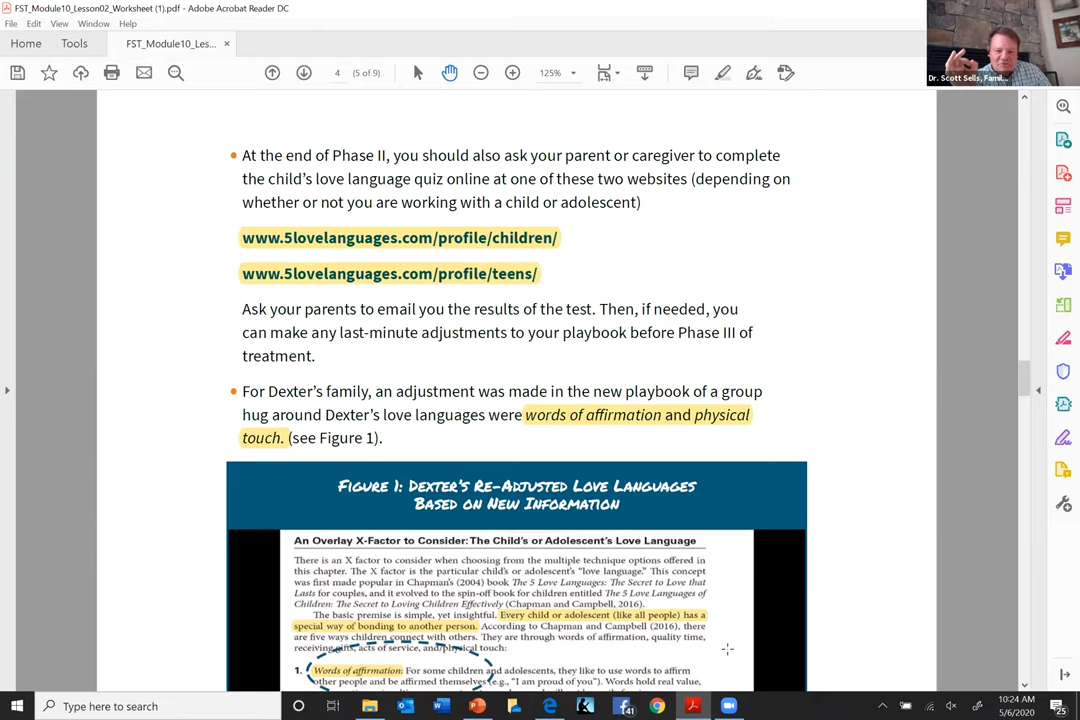 FST_Module10_Lesson02_Worksheet (1).pdf - Adobe Acrobat Reader DC
File Edit View Window Help
Home Tools FST_Module10_Les... ×
4 (5 of 9) 125%
Dr. Scott Sells, Famil...
At the end of Phase II, you should also ask your parent or caregiver to complete
the child's love language quiz online at one of these two websites (depending on
whether or not you are working with a child or adolescent)
www.5lovelanguages.com/profile/children/
www.5lovelanguages.com/profile/teens/
Ask your parents to email you the results of the test. Then, if needed, you
can make any last-minute adjustments to your playbook before Phase III of
treatment.
For Dexter's family, an adjustment was made in the new playbook of a group
hug around Dexter's love languages were words of affirmation and physical
touch. (see Figure 1).
Figure 1: Dexter's Re-Adjusted Love Languages
Based on New Information
An Overlay X-Factor to Consider: The Child's or Adolescent's Love Language
There is an X factor to consider when choosing from the multiple technique options offered in
this chapter. The X factor is the particular child's or adolescent's "love language." This concept
was first made popular in Chapman's (2004) book The 5 Love Languages: The Secret to Love that
Lasts for couples, and it evolved to the spin-off book for children entitled The 5 Love Languages of
Children: The Secret to Loving Children Effectively (Chapman and Campbell, 2016).
The basic premise is simple, yet insightful. Every child or adolescent (like all people) has a
special way of bonding to another person. According to Chapman and Campbell (2016), there
are five ways children connect with others. They are through words of affirmation, quality time,
receiving gifts, acts of service, and/physical touch:
1. Words of affirmation: For some children and adolescents, they like to use words to affirm
other people and be affirmed themselves (e.g., "I am proud of you"). Words hold real value,
Type here to search
41
10:24 AM
5/6/2020
25